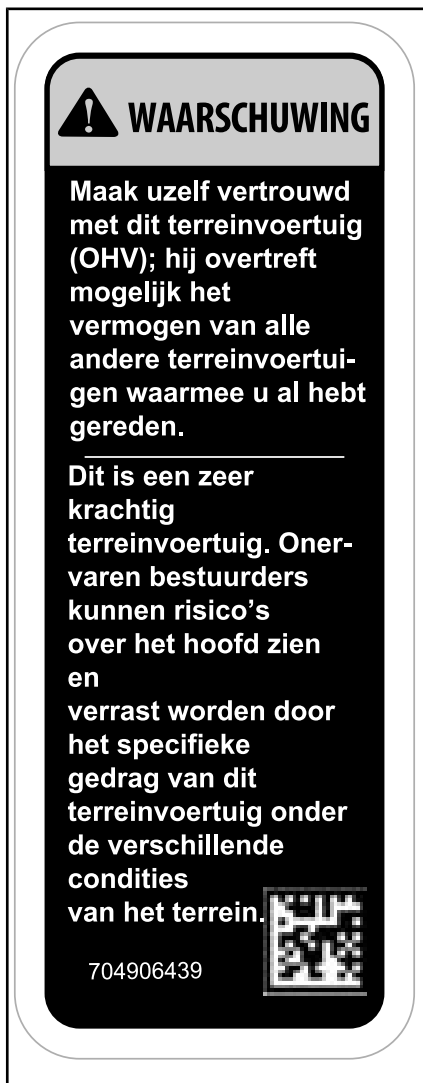 WAARSCHUWING
Maak uzelf vertrouwd
met dit terreinvoertuig
(OHV); hij overtreft
mogelijk het
vermogen van alle
andere terreinvoertui-
gen waarmee u al hebt
gereden.
Dit is een zeer
krachtig
terreinvoertuig. Oner-
varen bestuurders
kunnen risico's
over het hoofd zien
en
verrast worden door
het specifieke
gedrag van dit
terreinvoertuig onder
de verschillende
condities
van het terrein.
704906439